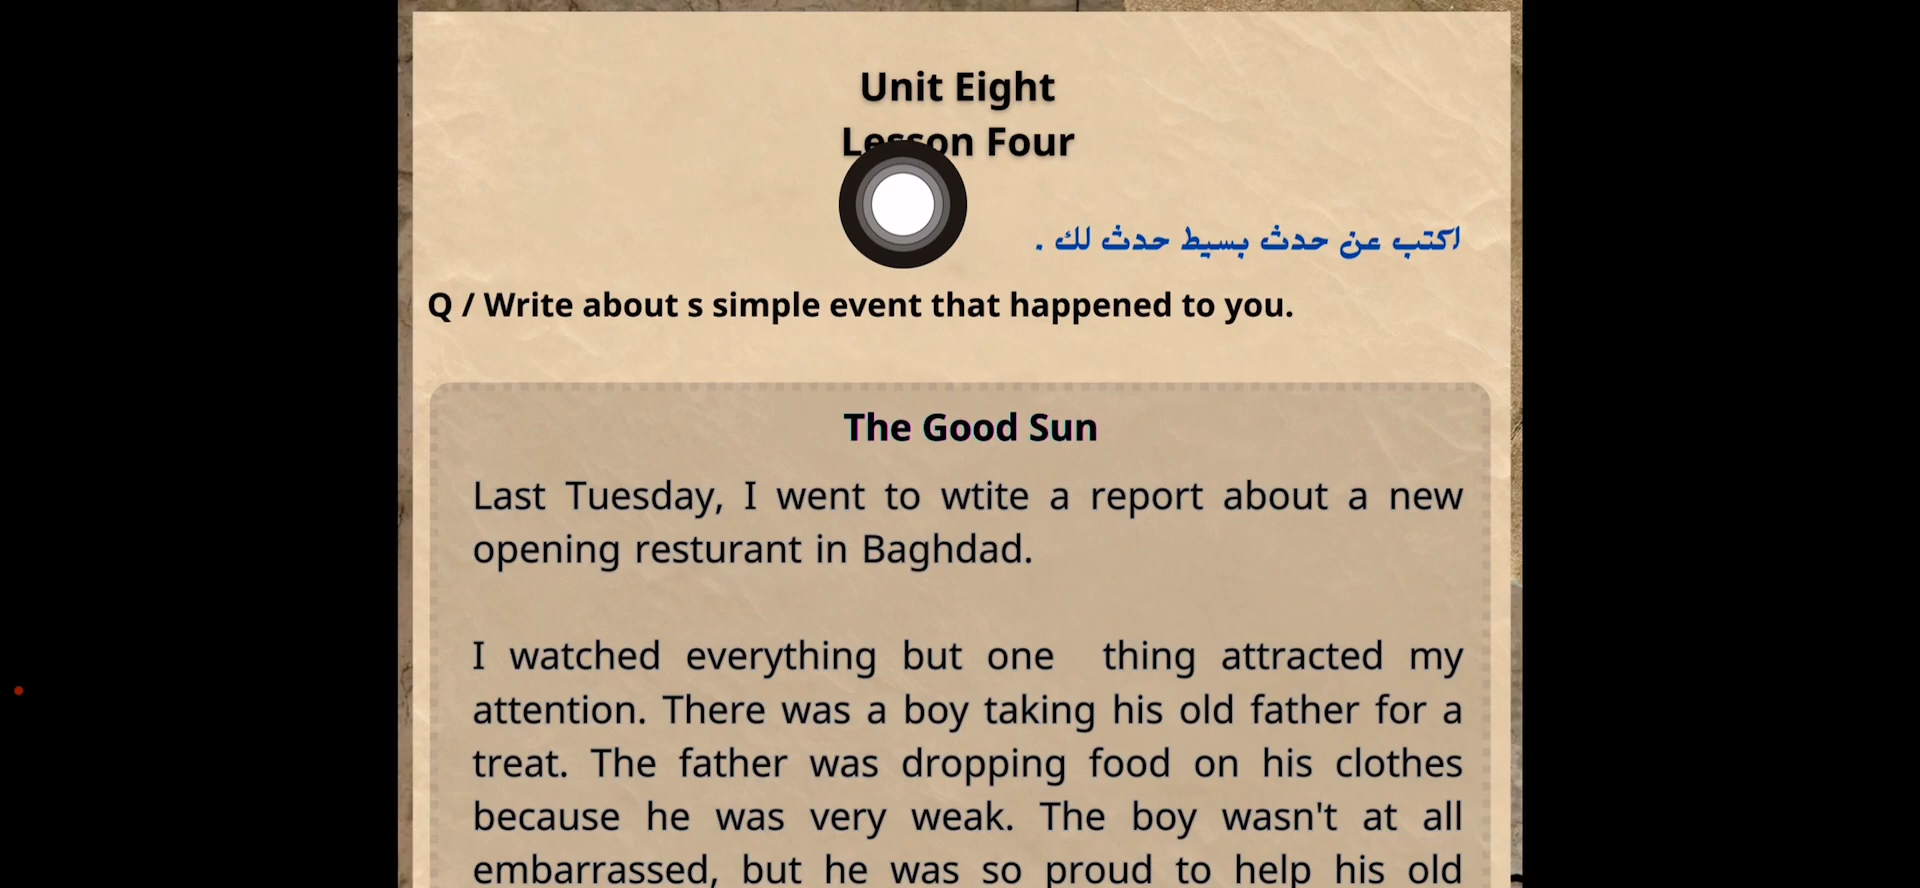 Unit Eight
Lesson Four
اكتب عن حدث بسيط حدث لك .
Q / Write about s simple event that happened to you.
The Good Sun
Last Tuesday, I went to wtite a report about a new
opening resturant in Baghdad.
I watched everything but one thing attracted my
attention. There was a boy taking his old father for a
treat. The father was dropping food on his clothes
because he was very weak. The boy wasn't at all
embarrassed, but he was so proud to help his old